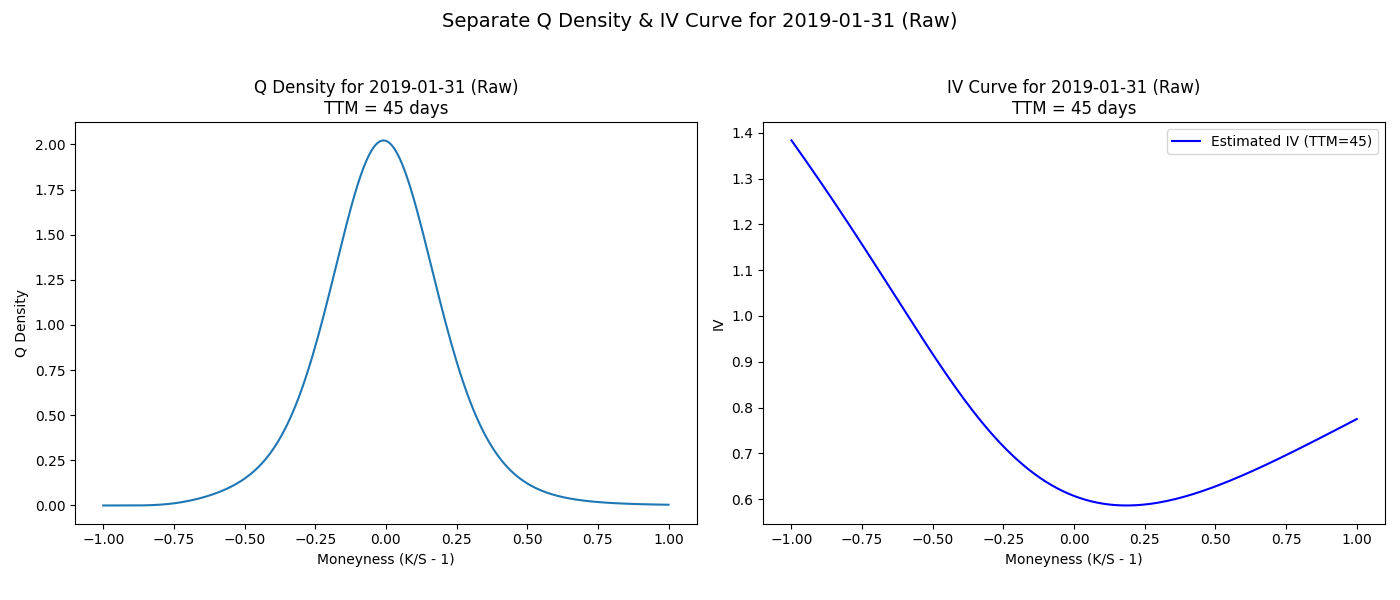 Separate Q Density & IV Curve for 2019-01-31 (Raw)
Q Density for 2019-01-31 (Raw)
TTM = 45 days
Q Density
2.00
1.75
1.50
1.25
1.00
0.75
0.50
0.25
0.00
−1.00 −0.75 −0.50 −0.25 0.00 0.25 0.50 0.75 1.00
Moneyness (K/S - 1)
IV Curve for 2019-01-31 (Raw)
TTM = 45 days
Estimated IV (TTM=45)
IV
1.4
1.3
1.2
1.1
1.0
0.9
0.8
0.7
0.6
−1.00 −0.75 −0.50 −0.25 0.00 0.25 0.50 0.75 1.00
Moneyness (K/S - 1)